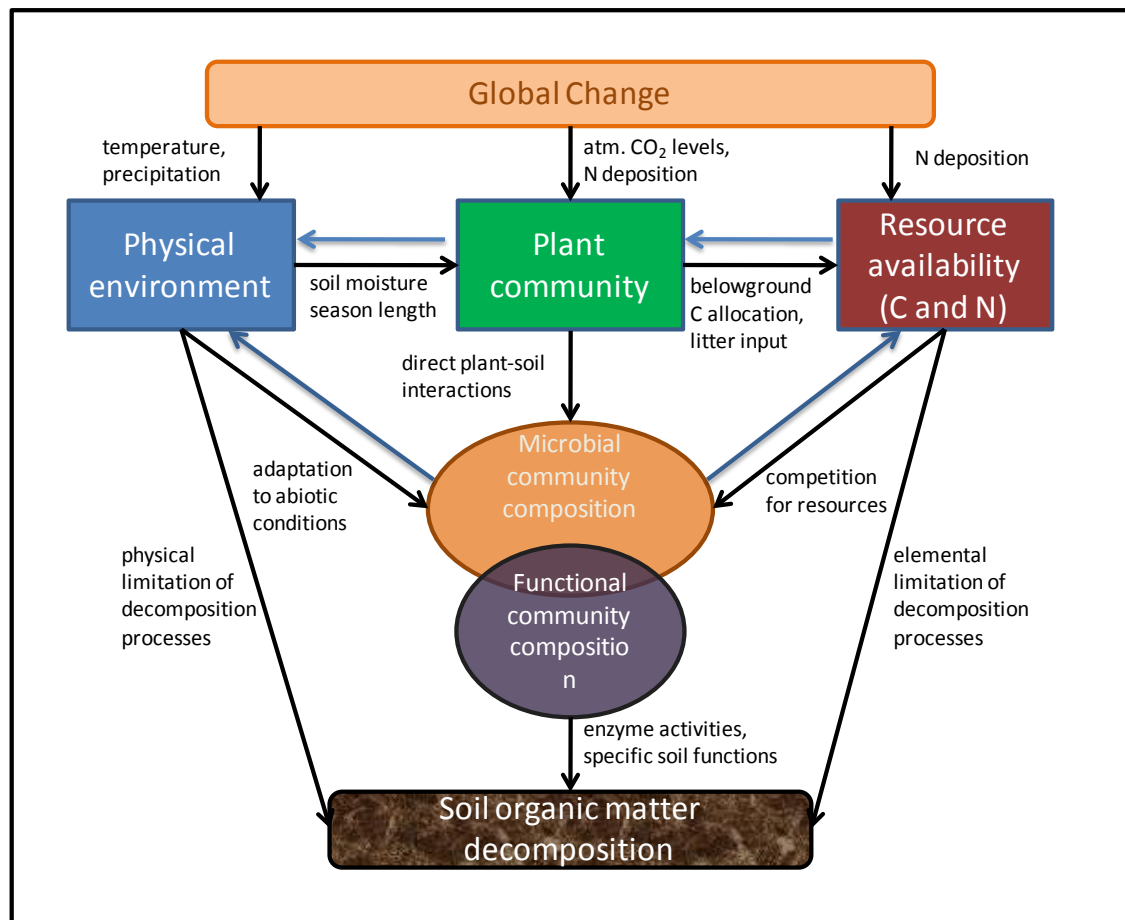 Global Change
temperature,
precipitation
atm. CO₂ levels,
N deposition
N deposition
Physical
environment
soil moisture
season length
Plant
community
belowground
C allocation,
litter input
Resource
availability
(C and N)
direct plant-soil
interactions
adaptation
to abiotic
conditions
Microbial
community
composition
competition
for resources
physical
limitation of
decomposition
processes
Functional
community
compositio
n
elemental
limitation of
decomposition
processes
enzyme activities,
specific soil functions
Soil organic matter
decomposition